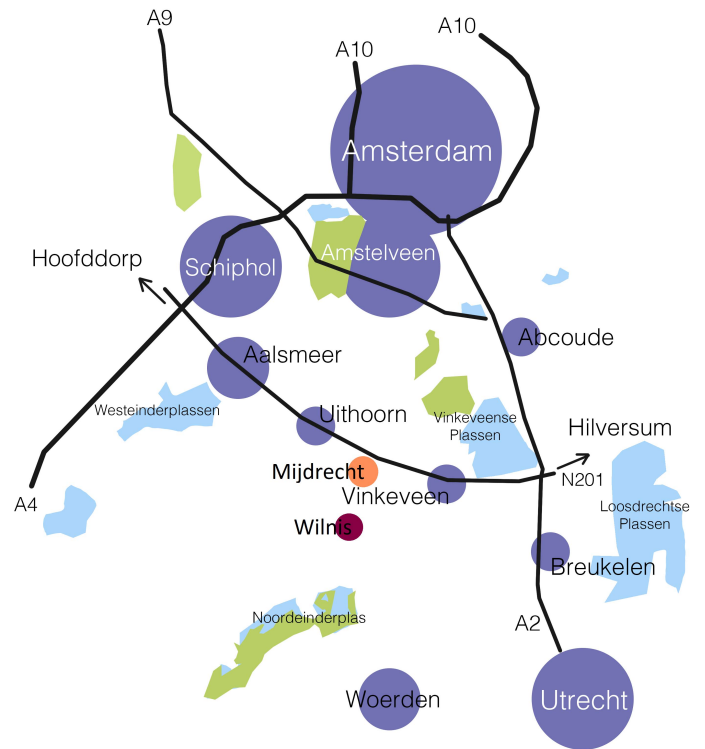 A9
A10
A10
Amsterdam
Amstelveen
Schiphol
Hoofddorp
Abcoude
Aalsmeer
Westeinderplassen
Uithoorn
Vinkeveense
Plassen
Hilversum
Mijdrecht
N201
Vinkeveen
A4
Loosdrechtse
Plassen
Wilnis
Breukelen
Noordeinderplas
A2
Woerden
Utrecht